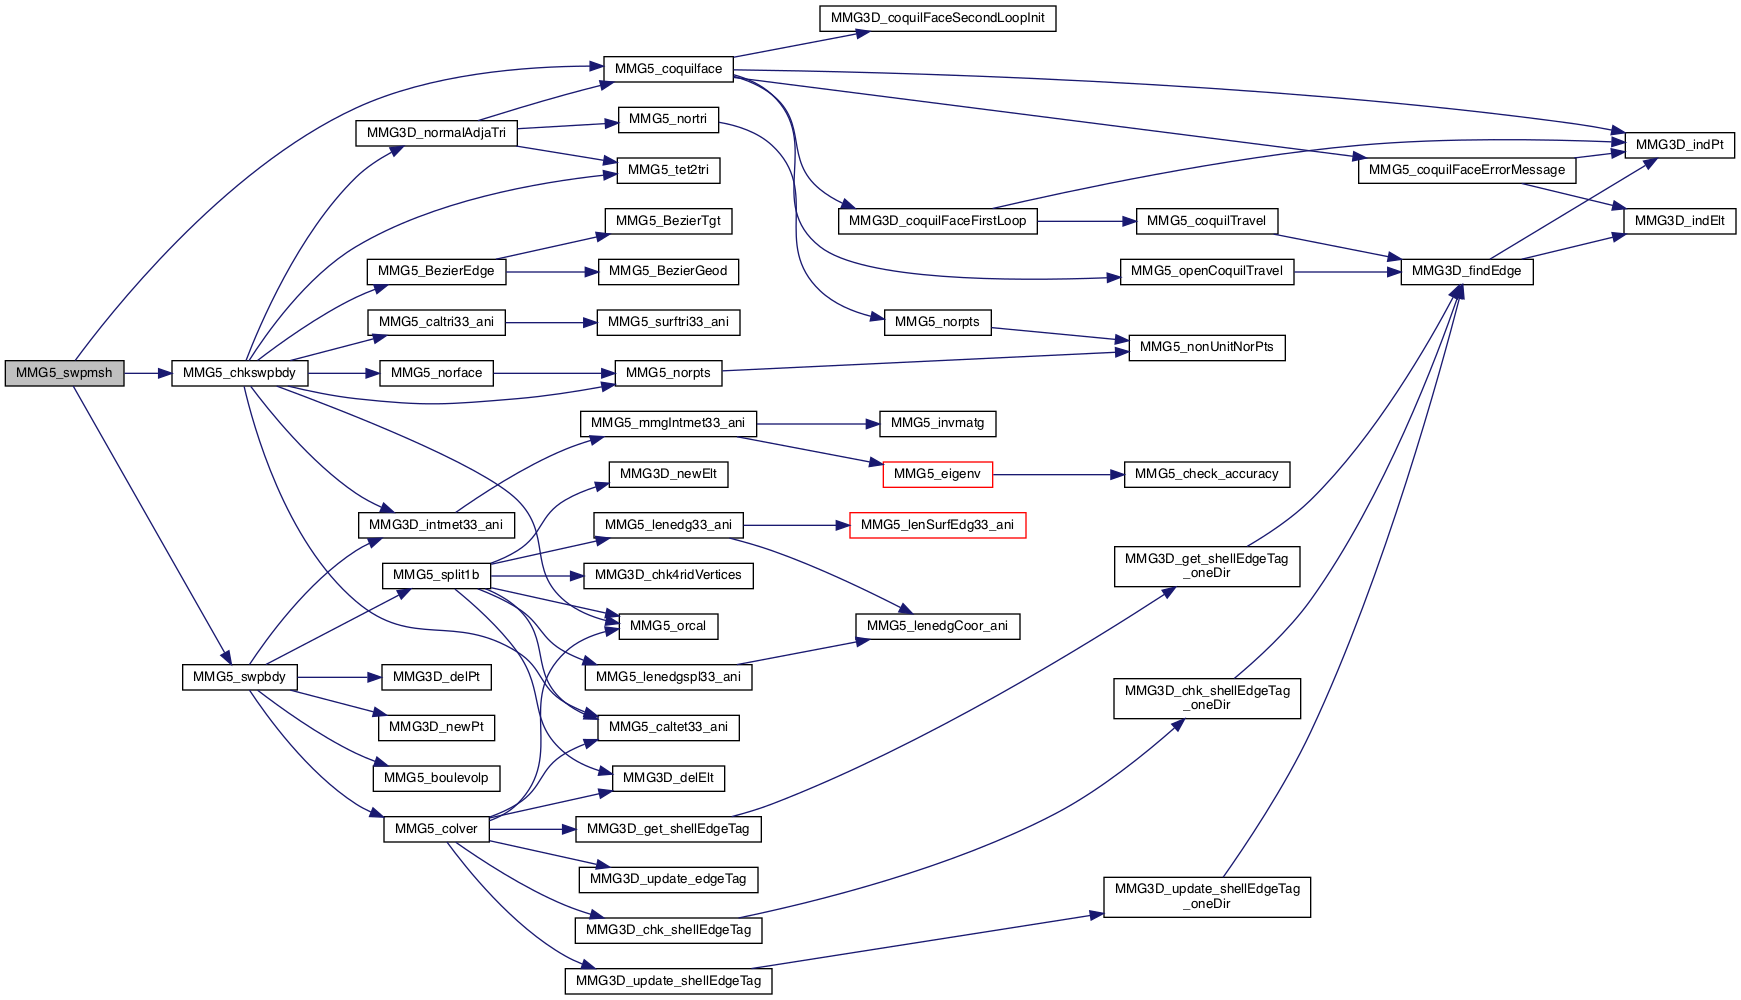 MMG3D_coquilFaceSecondLoopInit
MMG5_coquilface
MMG5_nortri
MMG3D_normalAdjaTri
MMG3D_indPt
MMG5_tet2tri
MMG5_coquilFaceErrorMessage
MMG5_BezierTgt
MMG3D_coquilFaceFirstLoop
MMG5_coquilTravel
MMG3D_indElt
MMG5_BezierEdge
MMG5_BezierGeod
MMG5_openCoquilTravel
MMG3D_findEdge
MMG5_caltri33_ani
MMG5_surftri33_ani
MMG5_norpts
MMG5_nonUnitNorPts
MMG5_swpmsh
MMG5_chkswpbdy
MMG5_norface
MMG5_norpts
MMG5_mmgIntmet33_ani
MMG5_invmatg
MMG3D_newElt
MMG5_eigenv
MMG5_check_accuracy
MMG3D_intmet33_ani
MMG5_lenedg33_ani
MMG5_lenSurfEdg33_ani
MMG5_split1b
MMG3D_chk4ridVertices
MMG3D_get_shellEdgeTag
_oneDir
MMG5_orcal
MMG5_lenedgCoor_ani
MMG5_swpbdy
MMG3D_delPt
MMG5_lenedgspl33_ani
MMG3D_chk_shellEdgeTag
_oneDir
MMG3D_newPt
MMG5_caltet33_ani
MMG5_boulevolp
MMG3D_delElt
MMG5_colver
MMG3D_get_shellEdgeTag
MMG3D_update_edgeTag
MMG3D_update_shellEdgeTag
_oneDir
MMG3D_chk_shellEdgeTag
MMG3D_update_shellEdgeTag